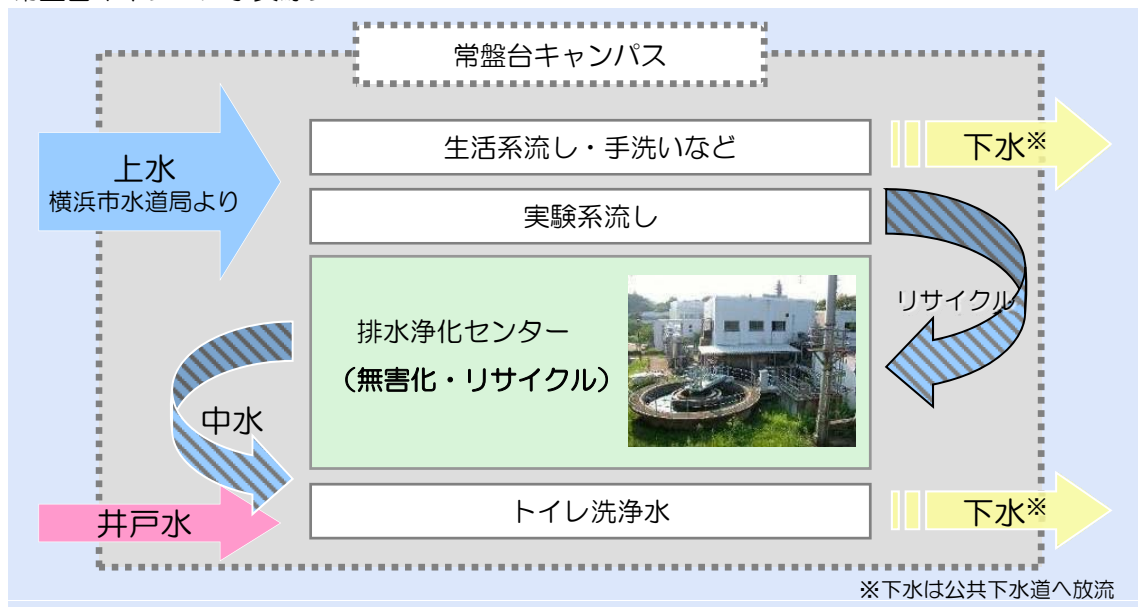 常盤台キャンパス
生活系流し・手洗いなど
下水※
上水
横浜市水道局より
実験系流し
リサイクル
排水浄化センター
（無害化・リサイクル）
中水
トイレ洗浄水
下水※
井戸水
※下水は公共下水道へ放流